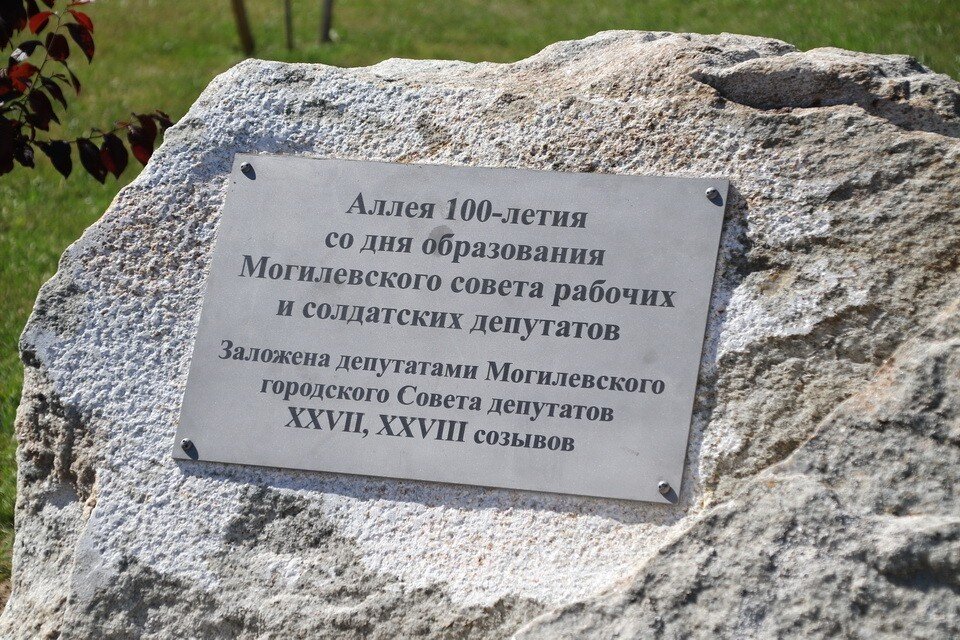 Аллея 100-летия
со дня образования
Могилевского совета рабочих
и солдатских депутатов
Заложена депутатами Могилевского
городского Совета депутатов
XXVII, XXVIII созывов